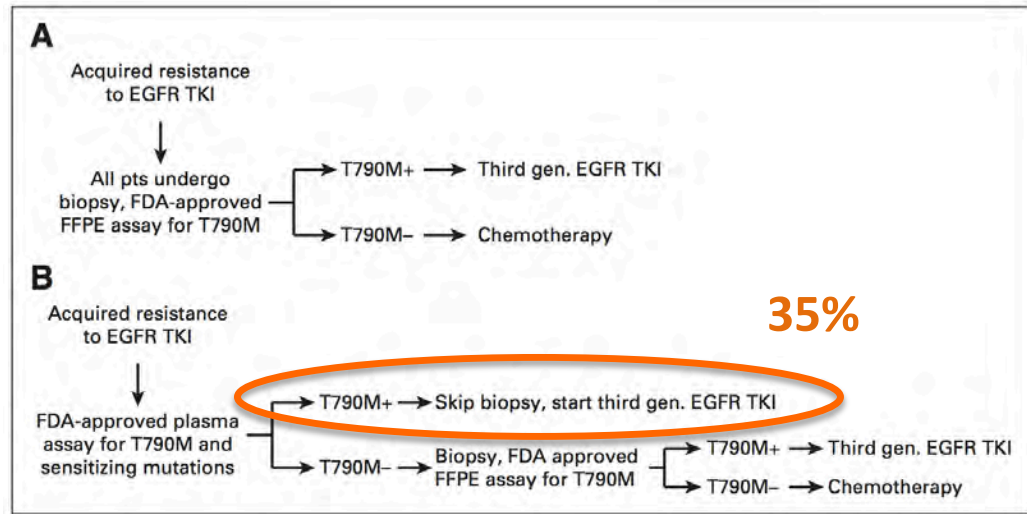 A
Acquired resistance
to EGFR TKI
All pts undergo
biopsy, FDA-approved
FFPE assay for T790M
T790M+
Third gen. EGFR TKI
T790M–
Chemotherapy
B
Acquired resistance
to EGFR TKI
35%
FDA-approved plasma
assay for T790M and
sensitizing mutations
T790M+
Skip biopsy, start third gen. EGFR TKI
T790M–
Biopsy, FDA approved
FFPE assay for T790M
T790M+
Third gen. EGFR TKI
T790M–
Chemotherapy